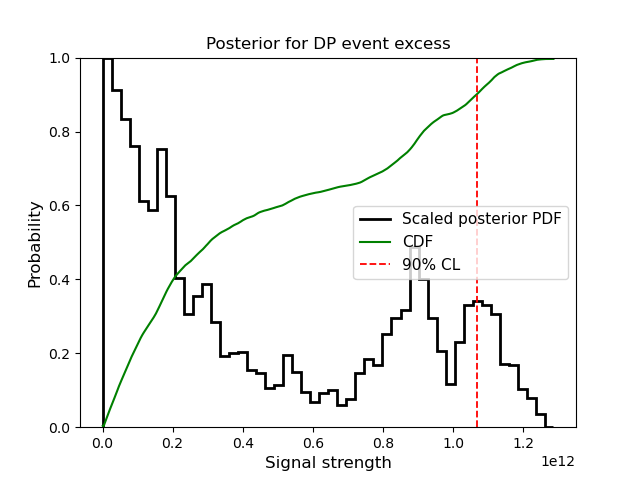 Posterior for DP event excess
Probability
1.0
0.8
0.6
0.4
0.2
0.0
Scaled posterior PDF
CDF
90% CL
0.0 0.2 0.4 0.6 0.8 1.0 1.2
1e12
Signal strength